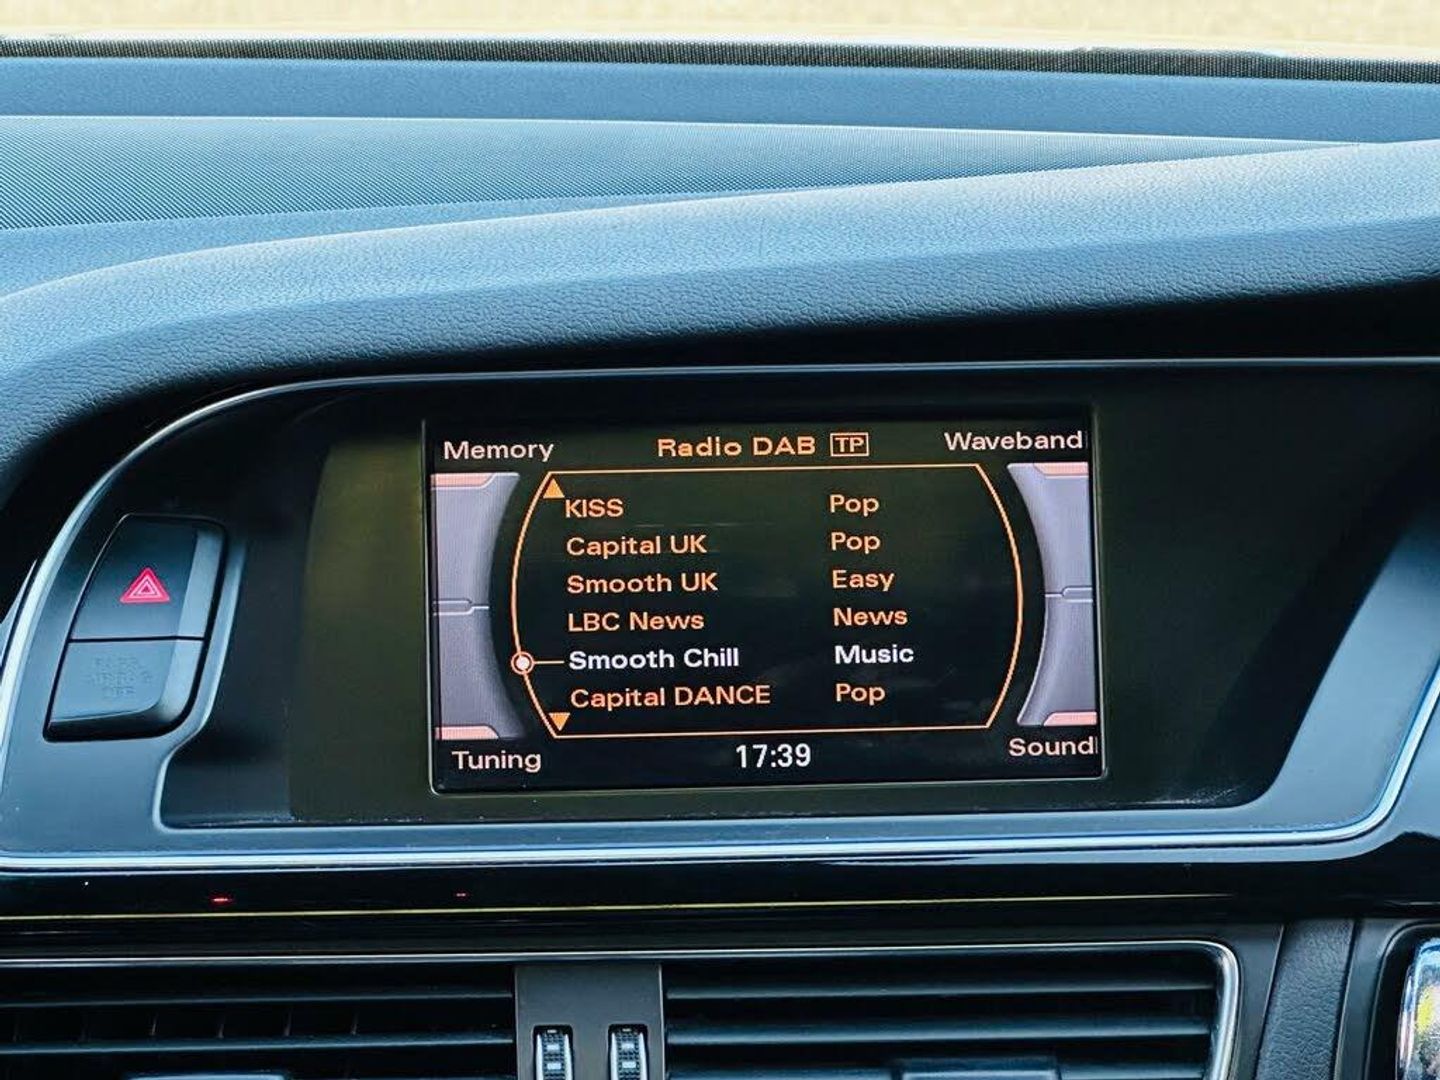 Memory Radio DAB TP Waveband
KISS Pop
Capital UK Pop
Smooth UK Easy
LBC News News
Smooth Chill Music
Capital DANCE Pop
Tuning 17:39 Sound